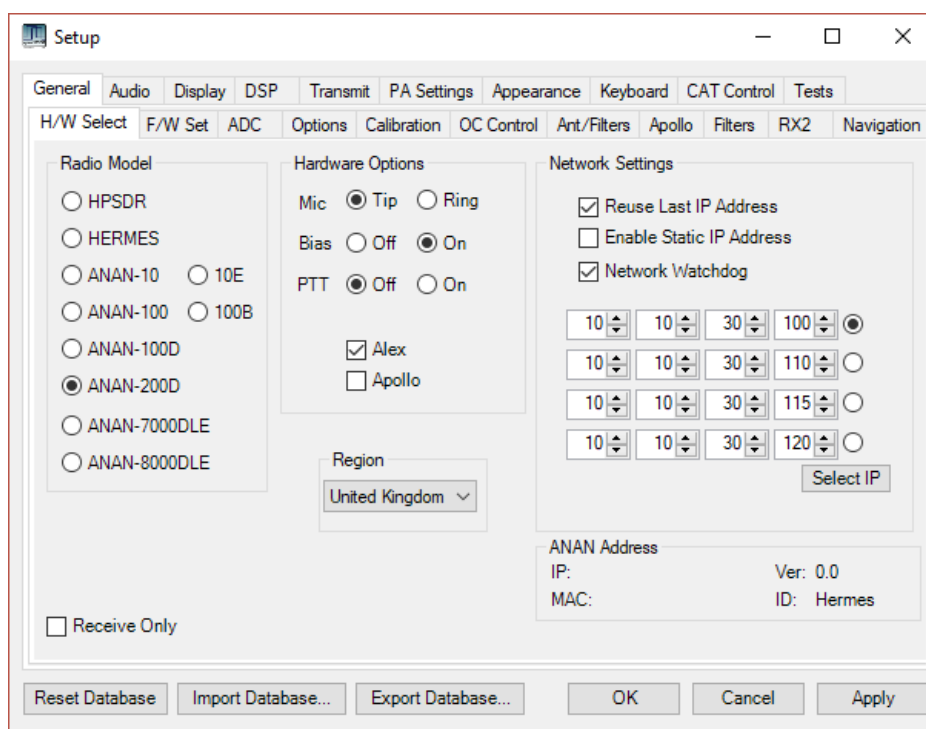 Setup
General Audio Display DSP Transmit PA Settings Appearance Keyboard CAT Control Tests
H/W Select F/W Set ADC Options Calibration OC Control Ant/Filters Apollo Filters RX2 Navigation
Radio Model
HPSDR
HERMES
ANAN-10 10E
ANAN-100 100B
ANAN-100D
ANAN-200D
ANAN-7000DLE
ANAN-8000DLE
Hardware Options
Mic Tip Ring
Bias Off On
PTT Off On
Alex
Apollo
Region
United Kingdom
Network Settings
Reuse Last IP Address
Enable Static IP Address
Network Watchdog
10 10 30 100
10 10 30 110
10 10 30 115
10 10 30 120
Select IP
ANAN Address
IP: Ver: 0.0
MAC: ID: Hermes
Receive Only
Reset Database Import Database... Export Database... OK Cancel Apply